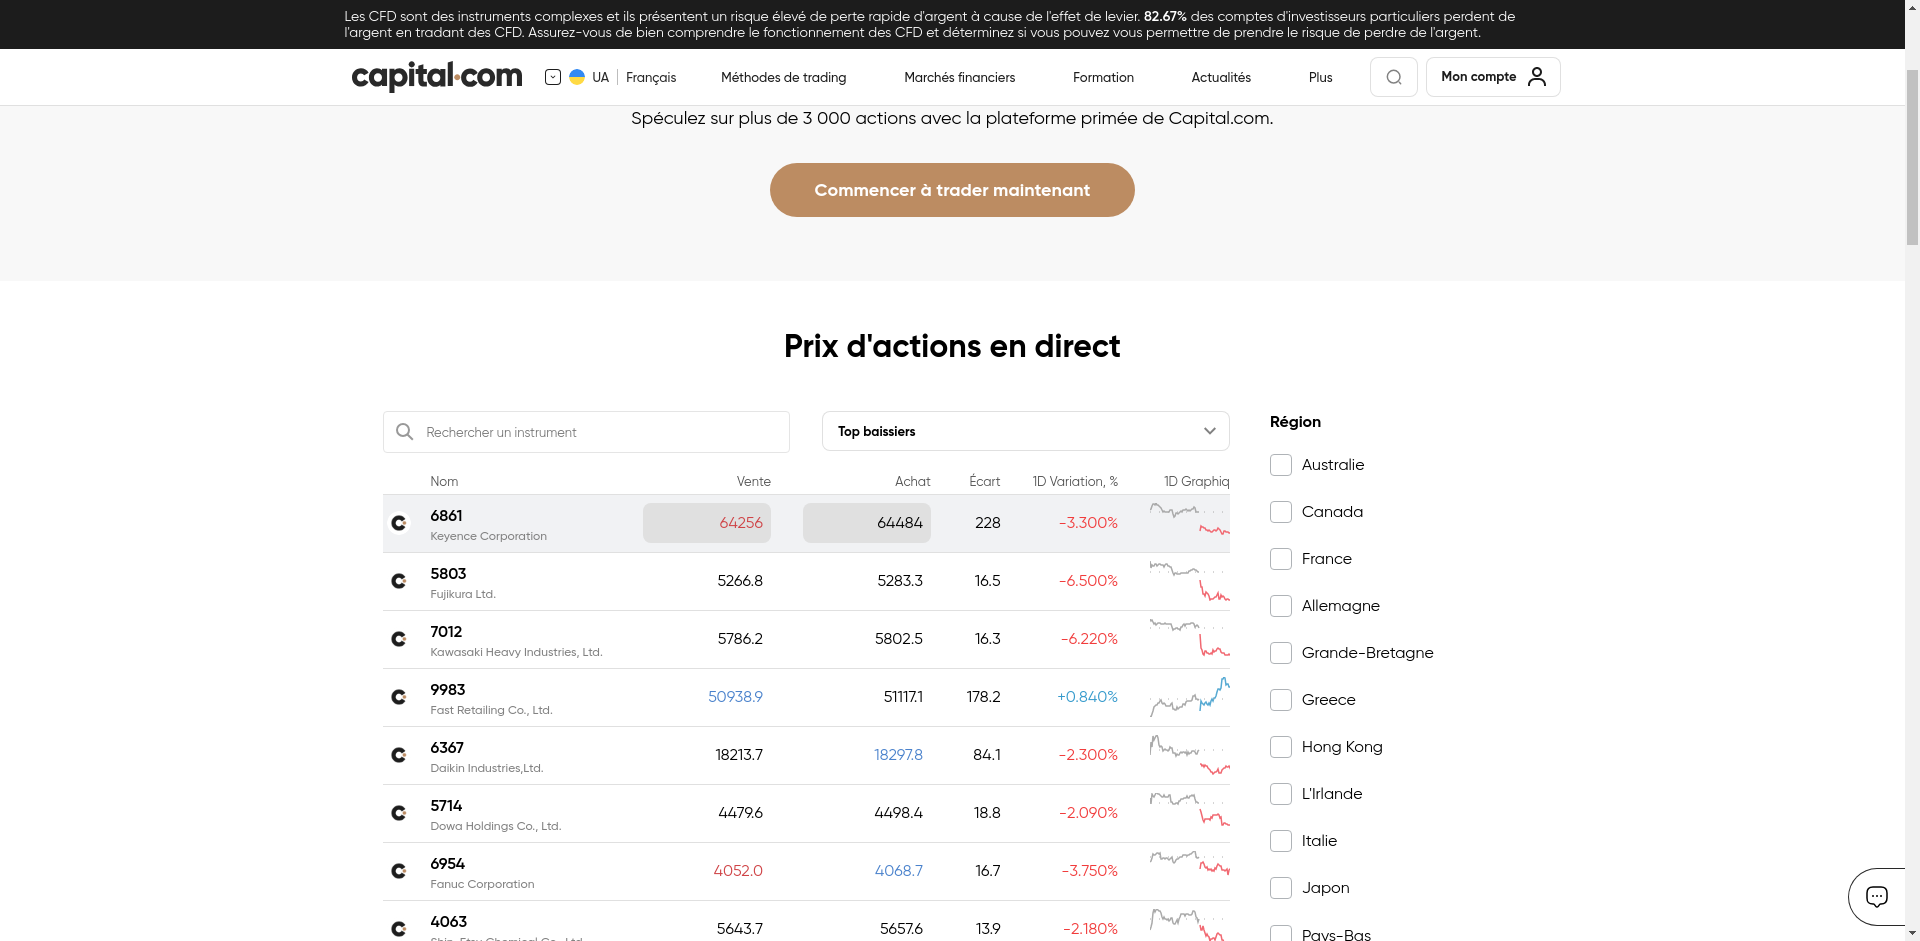 Les CFD sont des instruments complexes et ils présentent un risque élevé de perte rapide d'argent à cause de l'effet de levier. 82.67% des comptes d'investisseurs particuliers perdent de
l'argent en tradant des CFD. Assurez-vous de bien comprendre le fonctionnement des CFD et déterminez si vous pouvez vous permettre de prendre le risque de perdre de l'argent.
capital.com UA Français Méthodes de trading Marchés financiers Formation Actualités Plus Mon compte
Spéculez sur plus de 3 000 actions avec la plateforme primée de Capital.com.
Commencer à trader maintenant
Prix d'actions en direct
Rechercher un instrument
Top baissiers
Nom Vente Achat Écart 1D Variation, % 1D Graphiq
6861 64256 64484 228 -3.300%
Keyence Corporation
5803 5266.8 5283.3 16.5 -6.500%
Fujikura Ltd.
7012 5786.2 5802.5 16.3 -6.220%
Kawasaki Heavy Industries, Ltd.
9983 50938.9 51117.1 178.2 +0.840%
Fast Retailing Co., Ltd.
6367 18213.7 18297.8 84.1 -2.300%
Daikin Industries,Ltd.
5714 4479.6 4498.4 18.8 -2.090%
Dowa Holdings Co., Ltd.
6954 4052.0 4068.7 16.7 -3.750%
Fanuc Corporation
4063 5643.7 5657.6 13.9 -2.180%
Shin-Etsu Chemical Co., Ltd.
Région
Australie
Canada
France
Allemagne
Grande-Bretagne
Greece
Hong Kong
L'Irlande
Italie
Japon
Pays-Bas